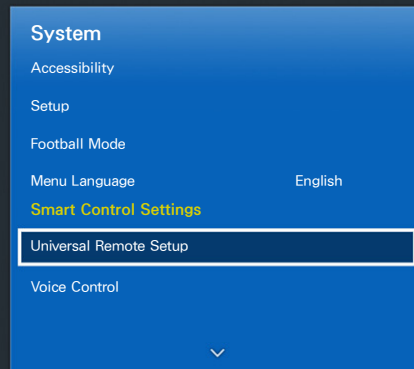 System
Accessibility
Setup
Football Mode
Menu Language English
Smart Control Settings
Universal Remote Setup
Voice Control